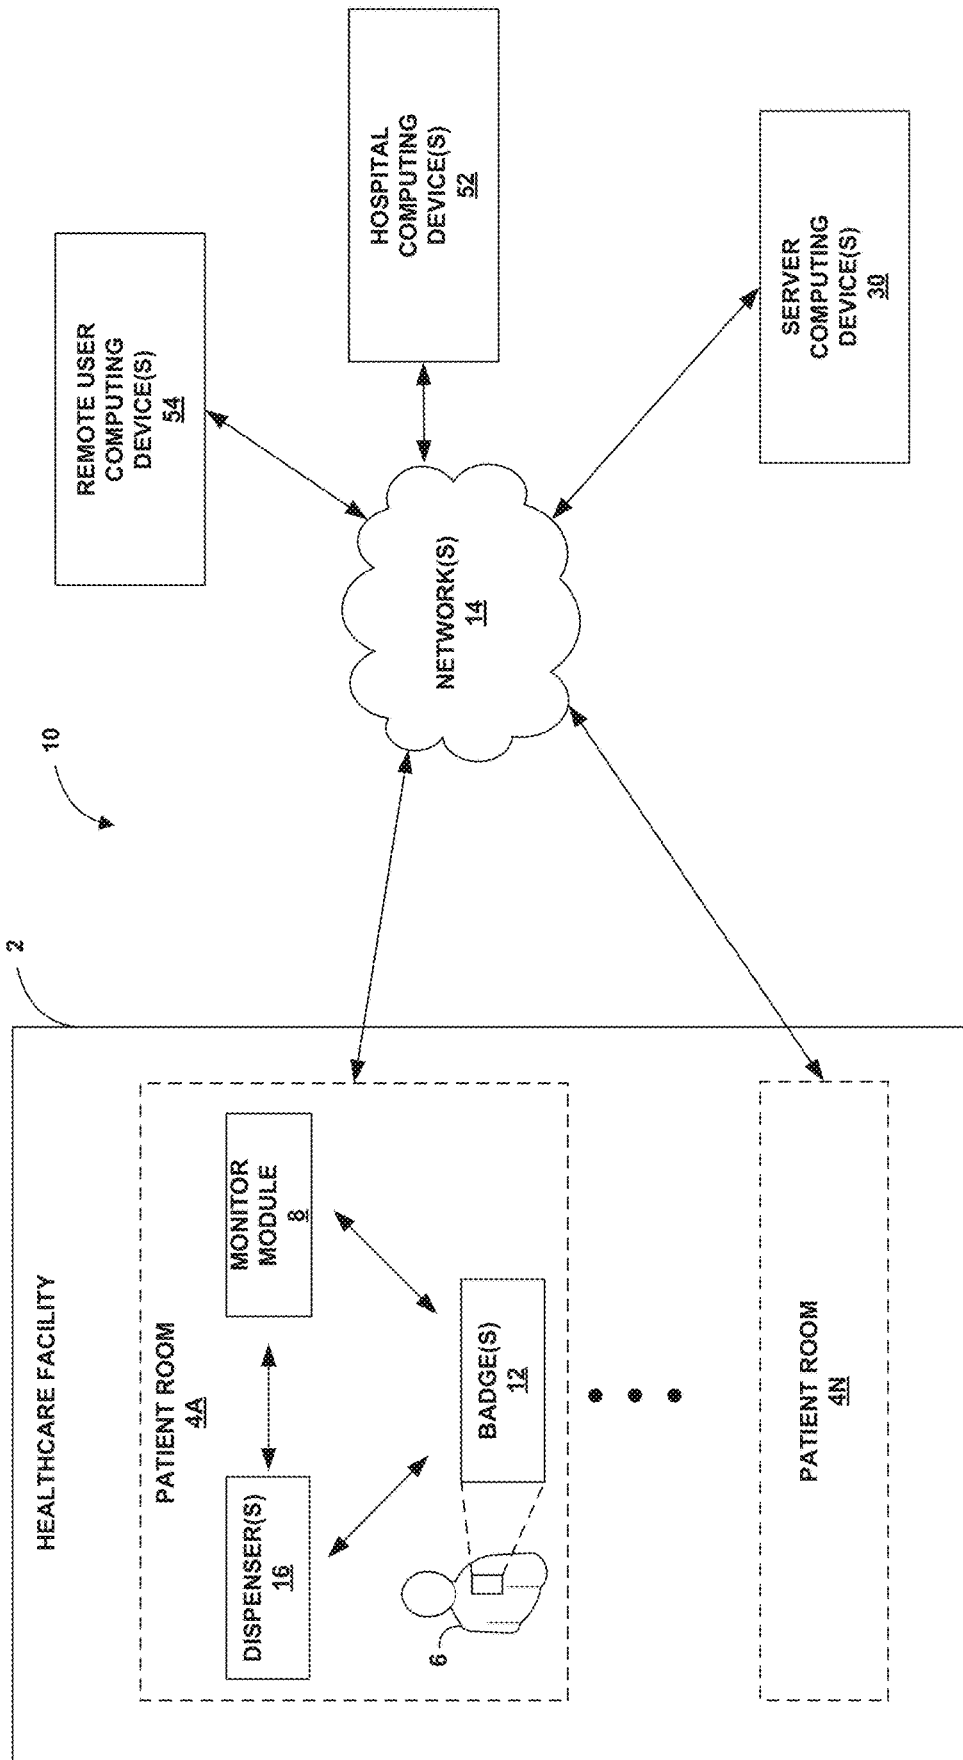 HEALTHCARE FACILITY
2
10
PATIENT ROOM
4A
DISPENSER(S)
16
MONITOR
MODULE
8
6
BADGE(S)
12
PATIENT ROOM
4N
NETWORK(S)
14
REMOTE USER
COMPUTING
DEVICE(S)
54
HOSPITAL
COMPUTING
DEVICE(S)
52
SERVER
COMPUTING
DEVICE(S)
30